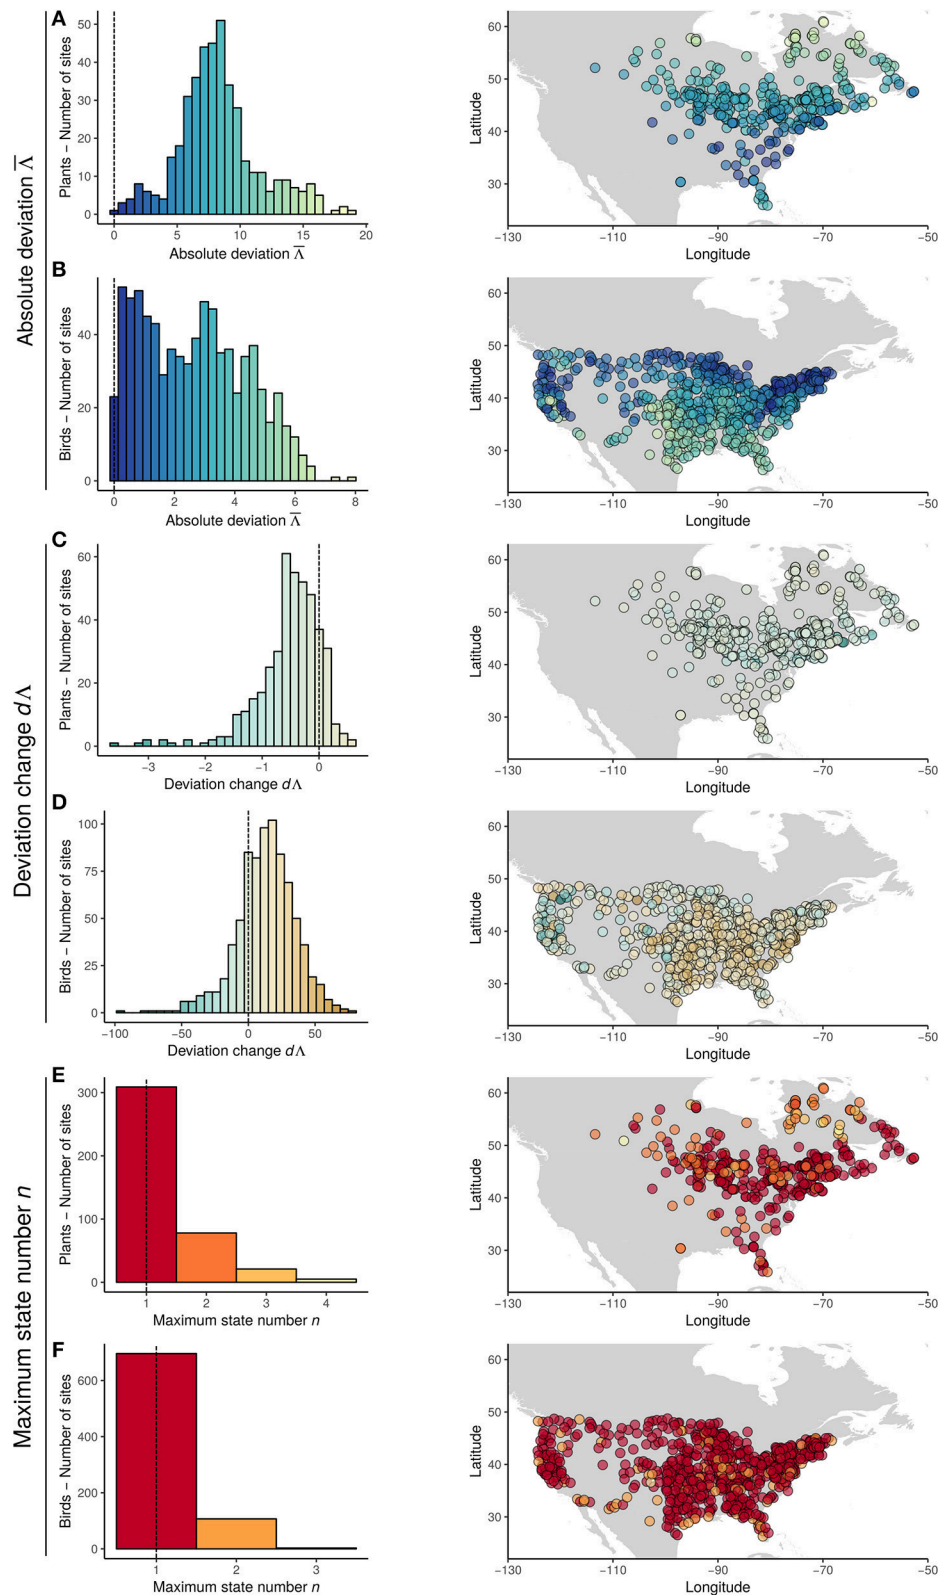 Absolute deviation Λ̅
A
Plants − Number of sites
50
40
30
20
10
0
0 5 10 15 20
Absolute deviation Λ̅
Latitude
60
50
40
30
−130 −110 −90 −70 −50
Longitude
B
Birds − Number of sites
40
20
0
0 2 4 6 8
Absolute deviation Λ̅
Latitude
60
50
40
30
−130 −110 −90 −70 −50
Longitude
Deviation change dΛ
C
Plants − Number of sites
60
40
20
0
−3 −2 −1 0
Deviation change dΛ
Latitude
60
50
40
30
−130 −110 −90 −70 −50
Longitude
D
Birds − Number of sites
100
75
50
25
0
−100 −50 0 50
Deviation change dΛ
Latitude
60
50
40
30
−130 −110 −90 −70 −50
Longitude
Maximum state number n
E
Plants − Number of sites
300
200
100
0
1 2 3 4
Maximum state number n
Latitude
60
50
40
30
−130 −110 −90 −70 −50
Longitude
F
Birds − Number of sites
600
400
200
0
1 2 3
Maximum state number n
Latitude
60
50
40
30
−130 −110 −90 −70 −50
Longitude